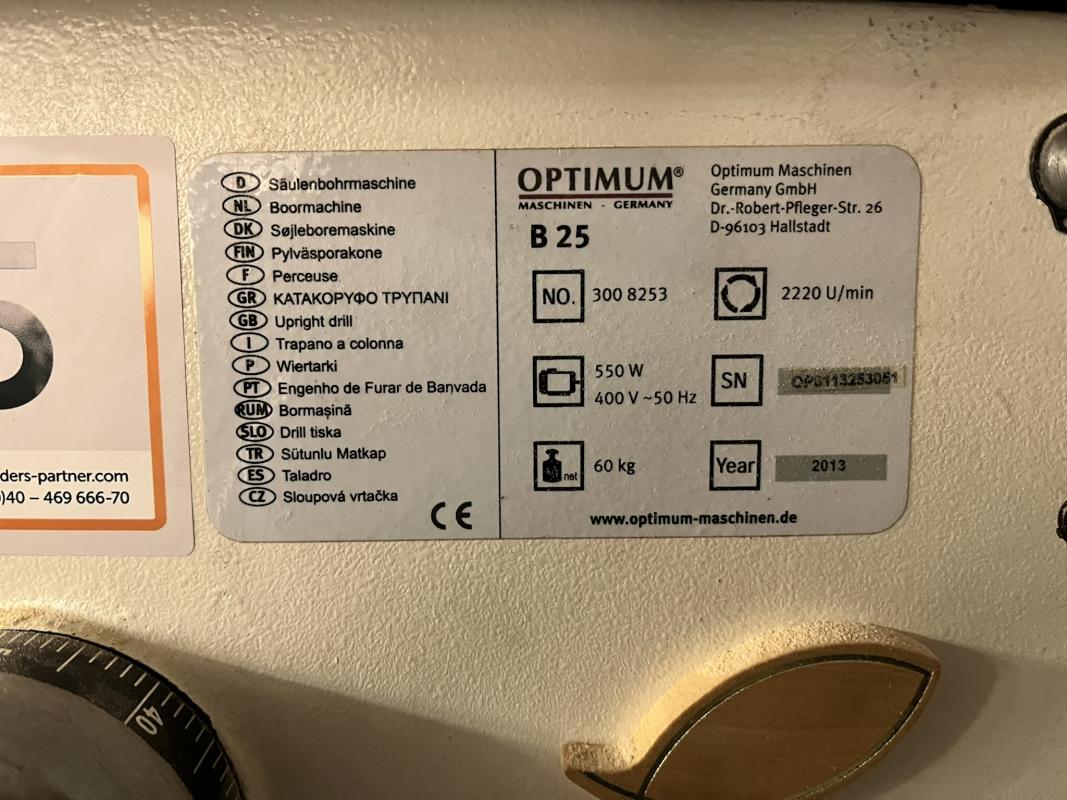 5
ders-partner.com
)40 – 469 666-70
D Säulenbohrmaschine
NL Boormachine
DK Søjleboremaskine
FIN Pylväsporakone
F Perceuse
GR ΚΑΤΑΚΟΡΥΦΟ ΤΡΥΠΑΝΙ
GB Upright drill
I Trapano a colonna
P Wiertarki
PT Engenho de Furar de Banvada
RUM Bormașină
SLO Drill tiska
TR Sütunlu Matkap
ES Taladro
CZ Sloupová vrtačka
CE
OPTIMUM®
MASCHINEN - GERMANY
B 25
Optimum Maschinen
Germany GmbH
Dr.-Robert-Pfleger-Str. 26
D-96103 Hallstadt
NO. 300 8253
2220 U/min
550 W
400 V ~50 Hz
SN
net 60 kg
Year 2013
www.optimum-maschinen.de
40